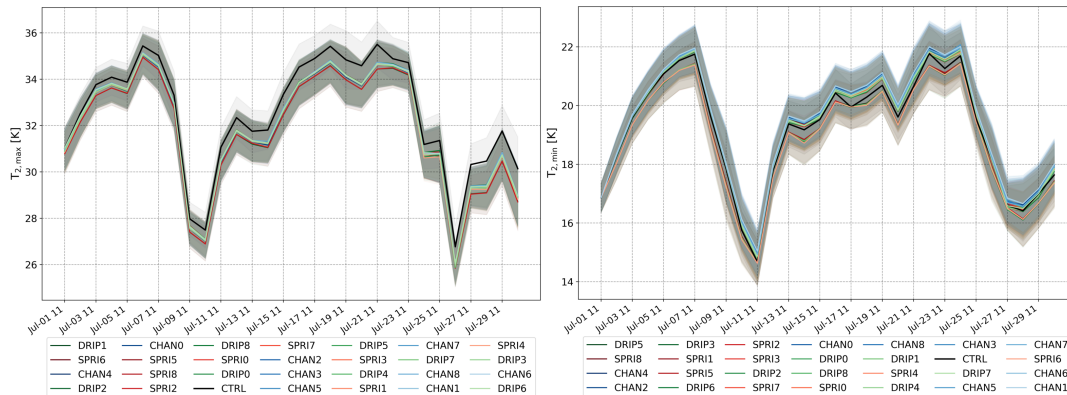 36
34
32
30
28
26
T2,max [K]
Jul-01 11
Jul-03 11
Jul-05 11
Jul-07 11
Jul-09 11
Jul-11 11
Jul-13 11
Jul-15 11
Jul-17 11
Jul-19 11
Jul-21 11
Jul-23 11
Jul-25 11
Jul-27 11
Jul-29 11
DRIP1 CHAN0 DRIP8 SPRI7 DRIP5 CHAN7 SPRI4
SPRI6 SPRI5 SPRI0 CHAN2 SPRI3 DRIP7 DRIP3
CHAN4 SPRI8 DRIP0 CHAN3 DRIP4 CHAN8 CHAN6
DRIP2 SPRI2 CTRL CHAN5 SPRI1 CHAN1 DRIP6
22
20
18
16
14
T2,min [K]
Jul-01 11
Jul-03 11
Jul-05 11
Jul-07 11
Jul-09 11
Jul-11 11
Jul-13 11
Jul-15 11
Jul-17 11
Jul-19 11
Jul-21 11
Jul-23 11
Jul-25 11
Jul-27 11
Jul-29 11
DRIP5 DRIP3 SPRI2 CHAN0 CHAN8 CHAN3 CHAN7
SPRI8 SPRI1 SPRI3 DRIP0 DRIP1 CTRL SPRI6
CHAN4 SPRI5 DRIP2 DRIP8 SPRI4 DRIP7 CHAN6
CHAN2 DRIP6 SPRI7 SPRI0 DRIP4 CHAN5 CHAN1